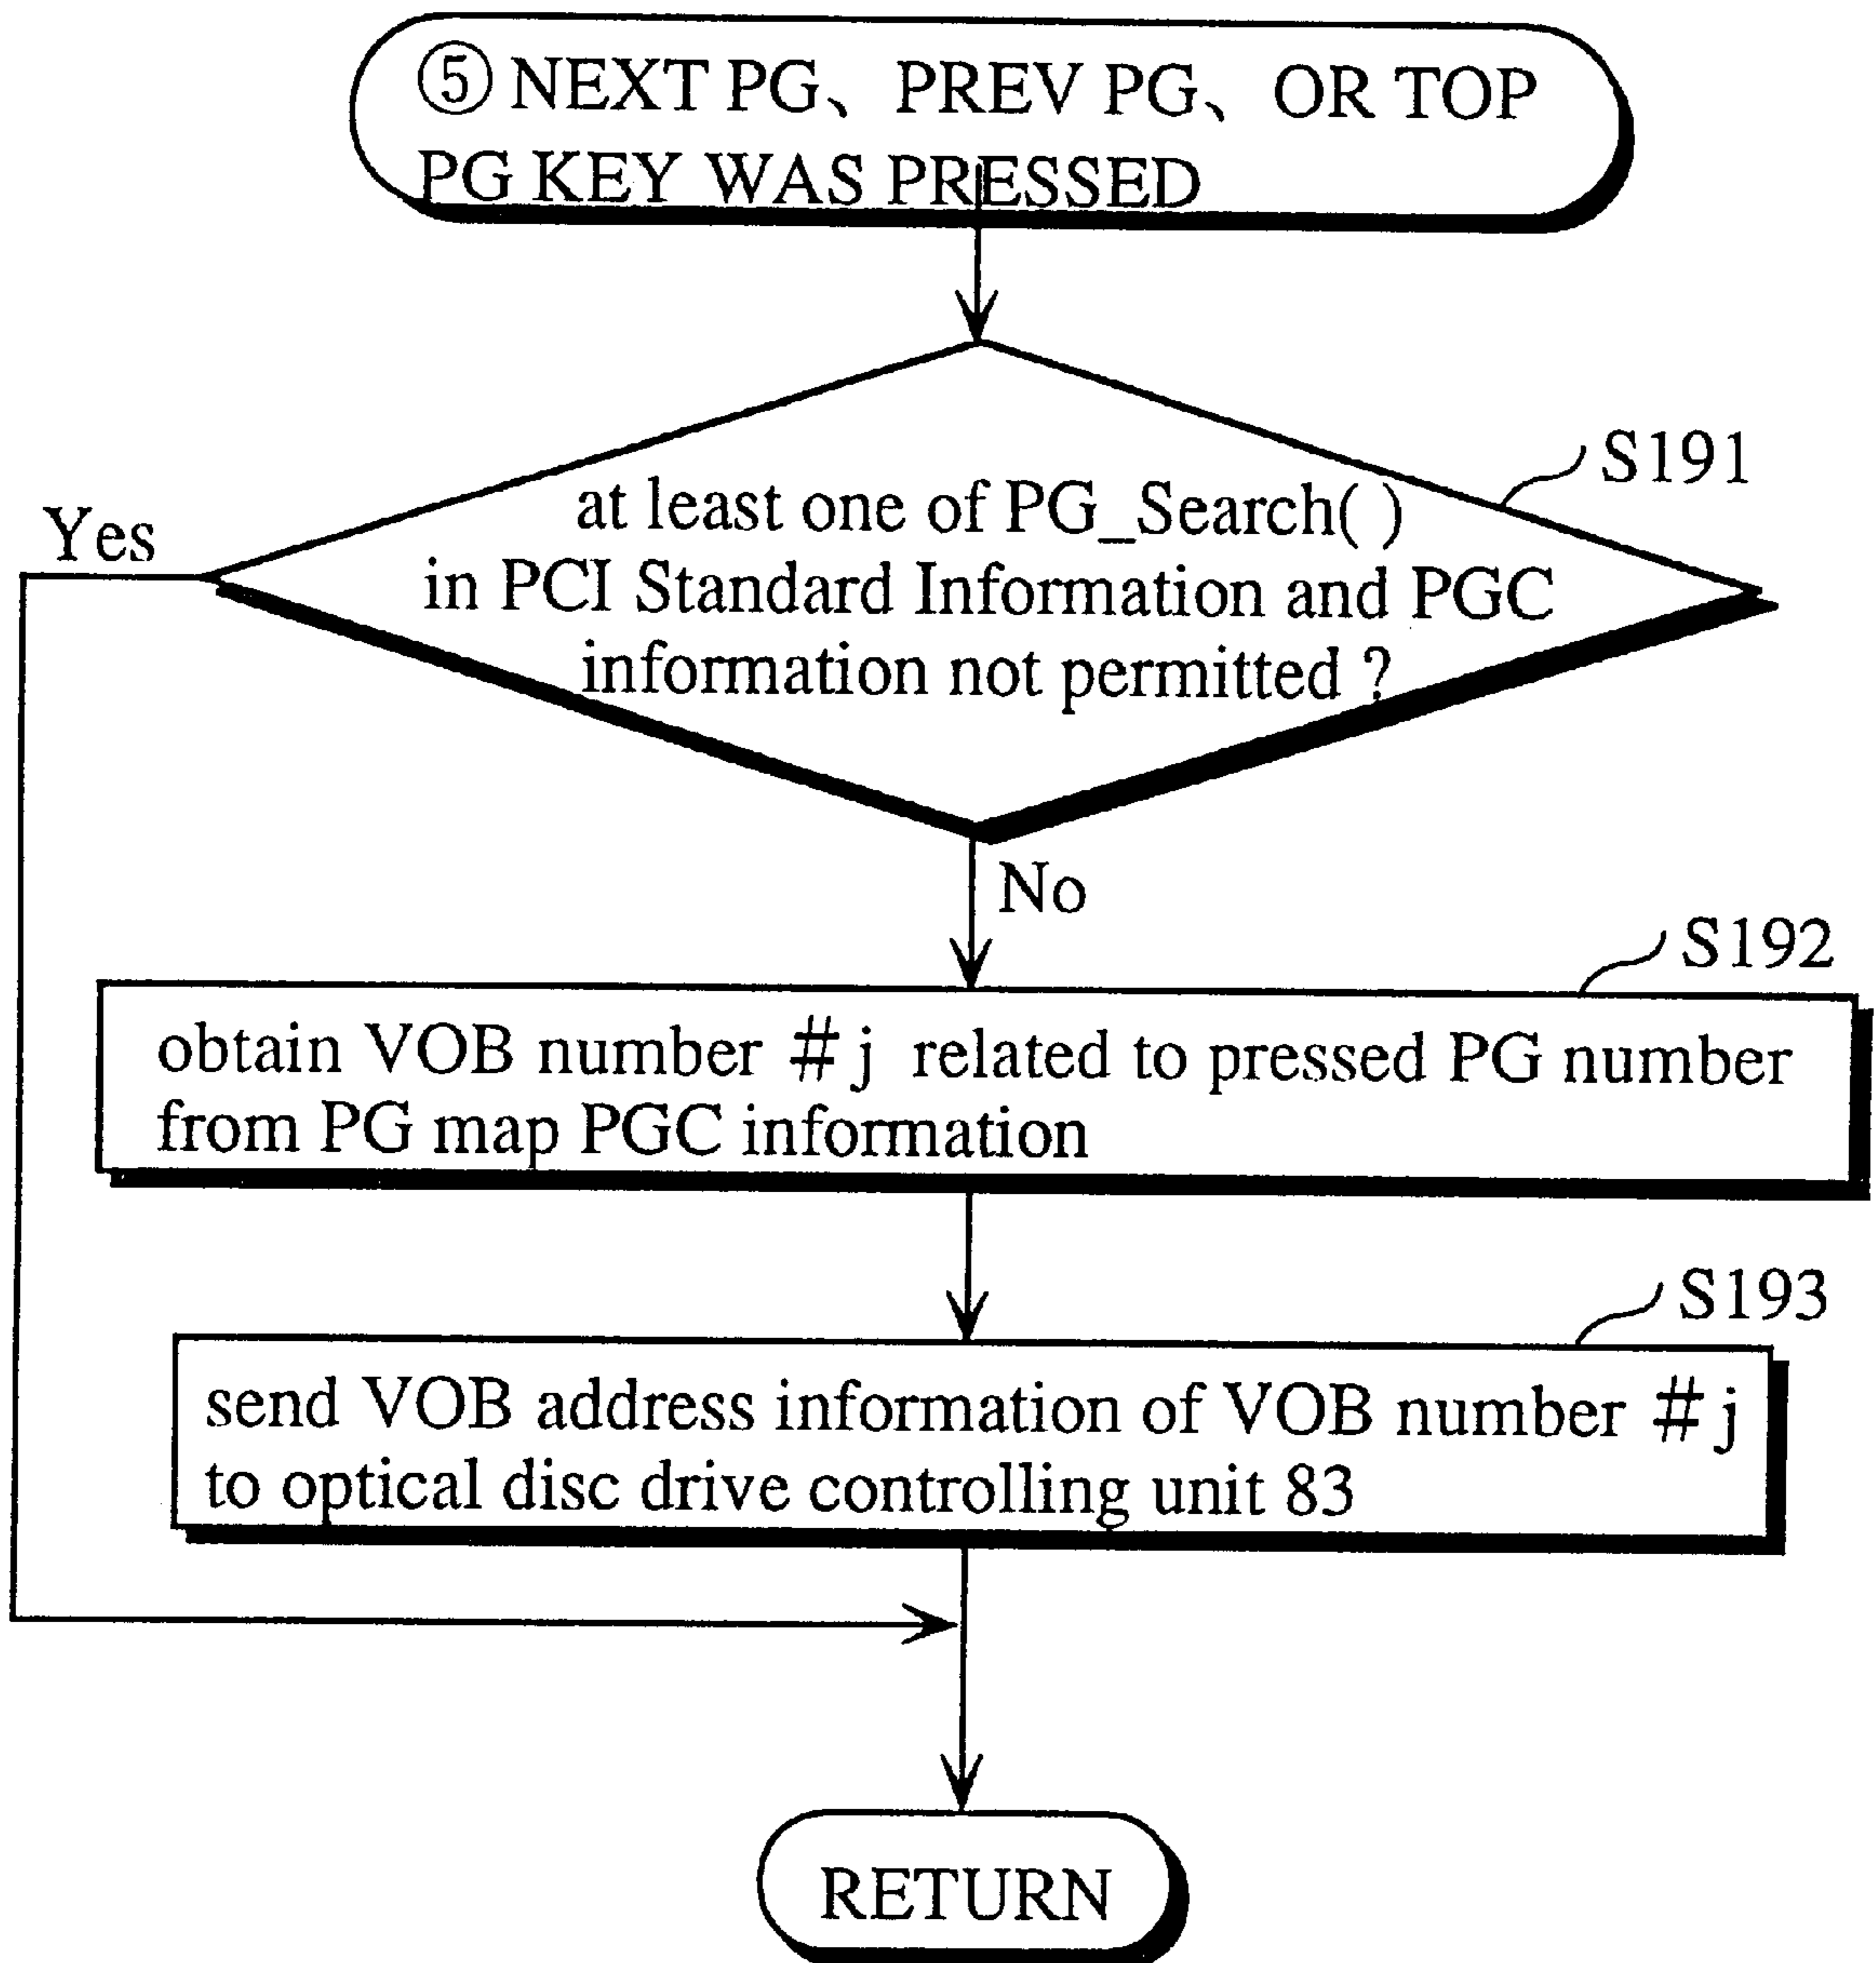 ⑤ NEXT PG、 PREV PG、 OR TOP
PG KEY WAS PRESSED
S191
Yes
at least one of PG_Search( )
in PCI Standard Information and PGC
information not permitted ?
No
S192
obtain VOB number #j related to pressed PG number
from PG map PGC information
S193
send VOB address information of VOB number #j
to optical disc drive controlling unit 83
RETURN